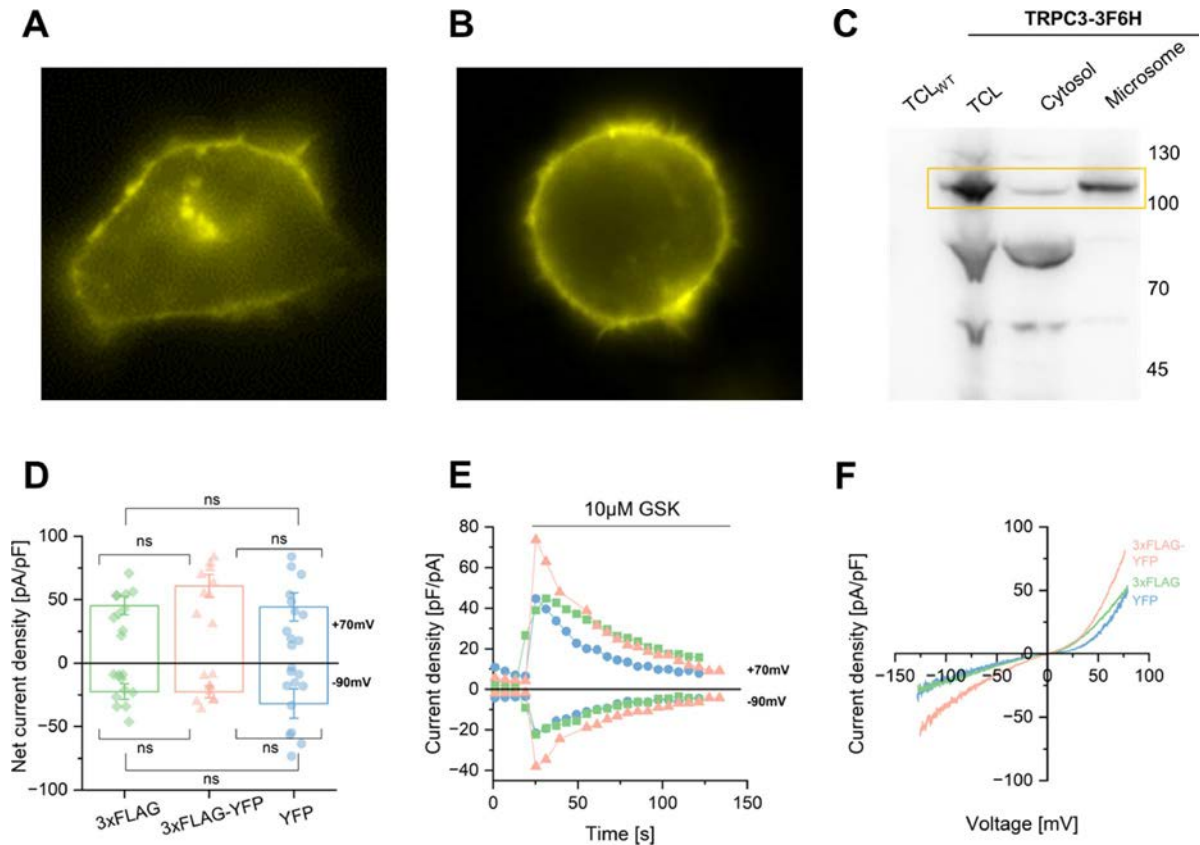 A
B
C
TRPC3-3F6H
TCLWT
TCL
Cytosol
Microsome
130
100
70
45
D
ns
ns
ns
100
50
0
−50
−100
Net current density [pA/pF]
+70mV
-90mV
ns
ns
ns
3xFLAG
3xFLAG-YFP
YFP
E
10µM GSK
80
60
40
20
0
−20
−40
Current density [pF/pA]
+70mV
-90mV
0
50
100
150
Time [s]
F
100
50
0
−50
−100
Current density [pA/pF]
3xFLAG-
YFP
3xFLAG
YFP
−150
−100
−50
0
50
100
Voltage [mV]